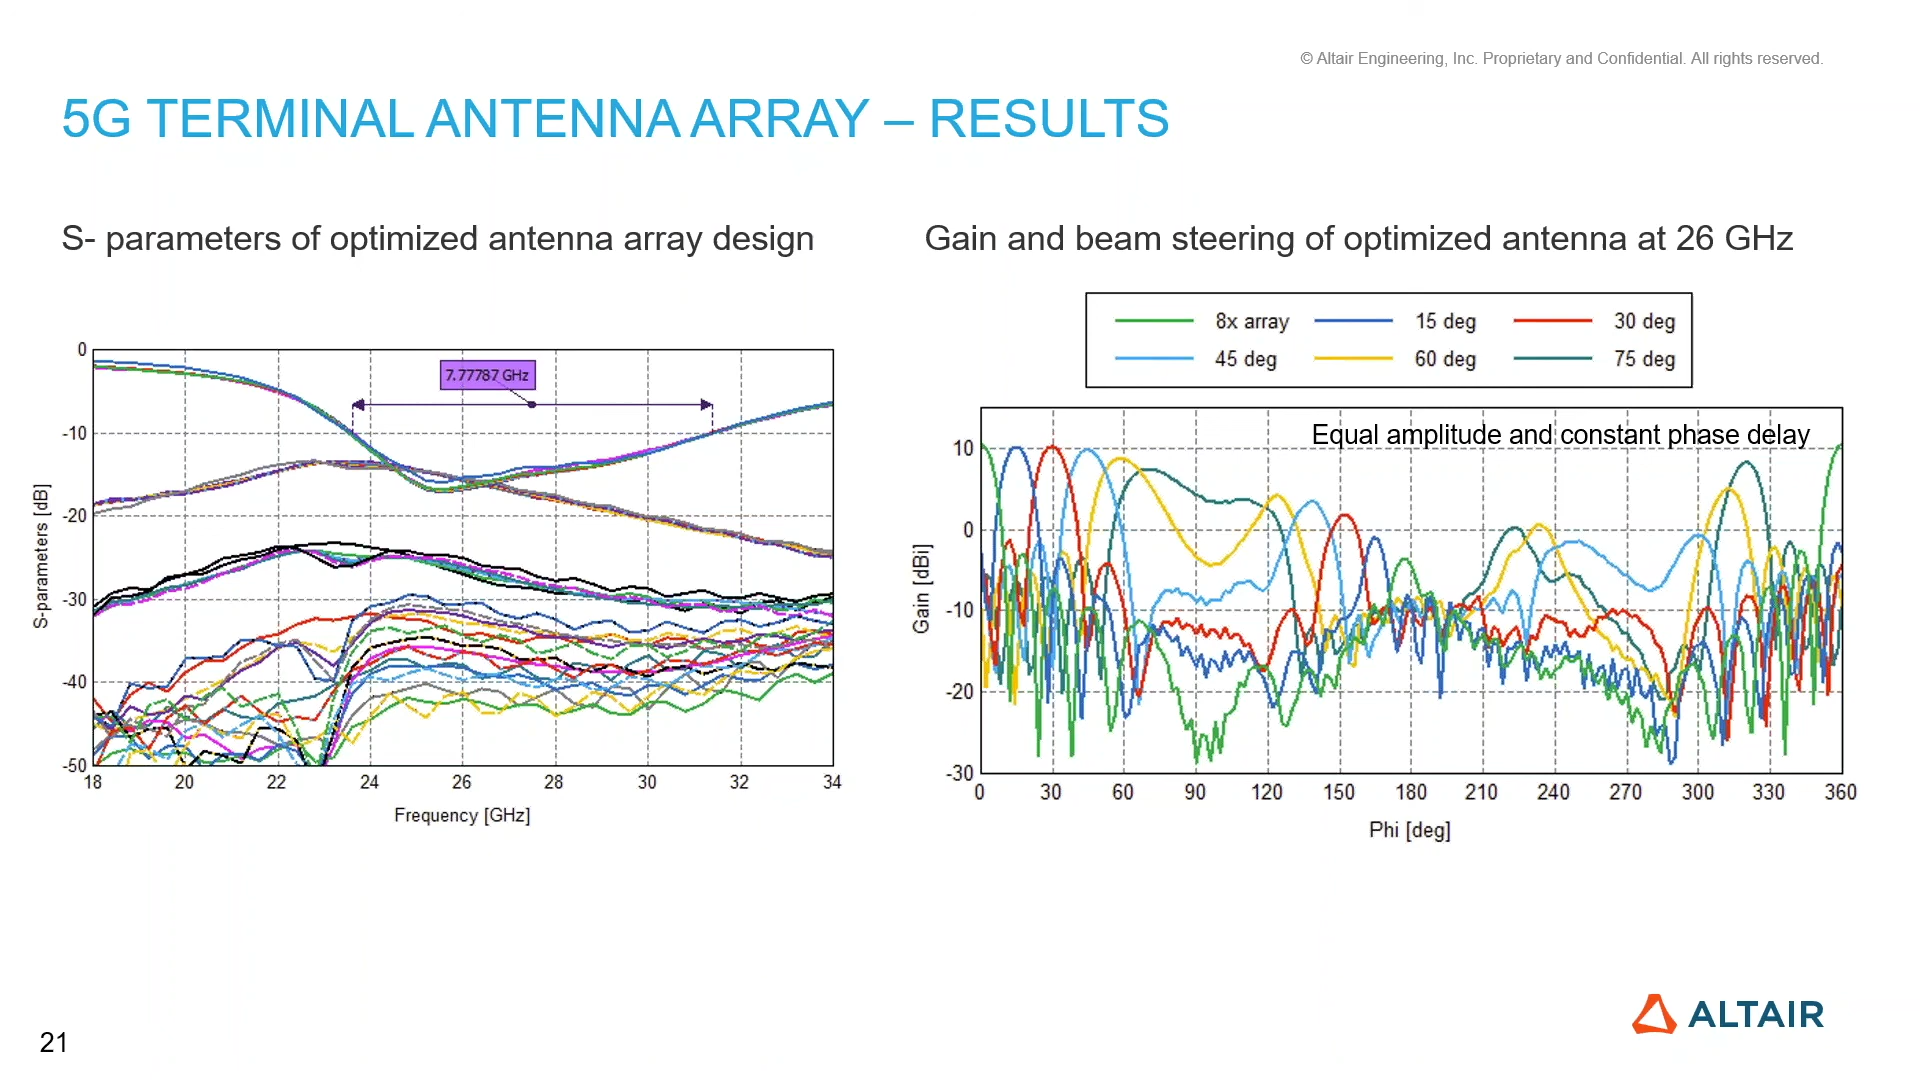 © Altair Engineering, Inc. Proprietary and Confidential. All rights reserved.
5G TERMINAL ANTENNA ARRAY – RESULTS
S- parameters of optimized antenna array design
0
-10
-20
-30
-40
-50
S-parameters [dB]
7.77787 GHz
18 20 22 24 26 28 30 32 34
Frequency [GHz]
Gain and beam steering of optimized antenna at 26 GHz
8x array 15 deg 30 deg
45 deg 60 deg 75 deg
Equal amplitude and constant phase delay
10
0
-10
-20
-30
Gain [dBi]
0 30 60 90 120 150 180 210 240 270 300 330 360
Phi [deg]
ALTAIR
21